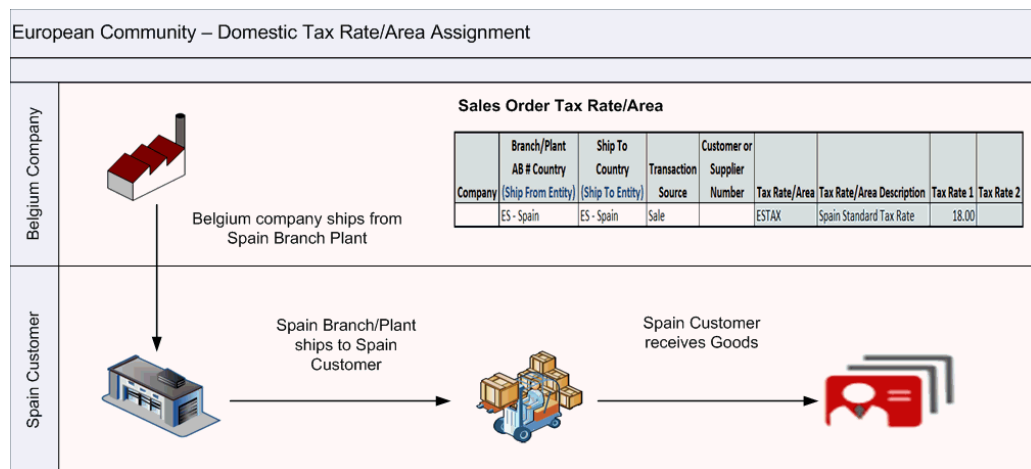 European Community – Domestic Tax Rate/Area Assignment
Belgium Company
Sales Order Tax Rate/Area
Company
Branch/Plant
AB # Country
(Ship From Entity)
Ship To
Country
(Ship To Entity)
Transaction
Source
Customer or
Supplier
Number
Tax Rate/Area
Tax Rate/Area Description
Tax Rate 1
Tax Rate 2
ES - Spain
ES - Spain
Sale
ESTAX
Spain Standard Tax Rate
18.00
Belgium company ships from
Spain Branch Plant
Spain Customer
Spain Branch/Plant
ships to Spain
Customer
Spain Customer
receives Goods